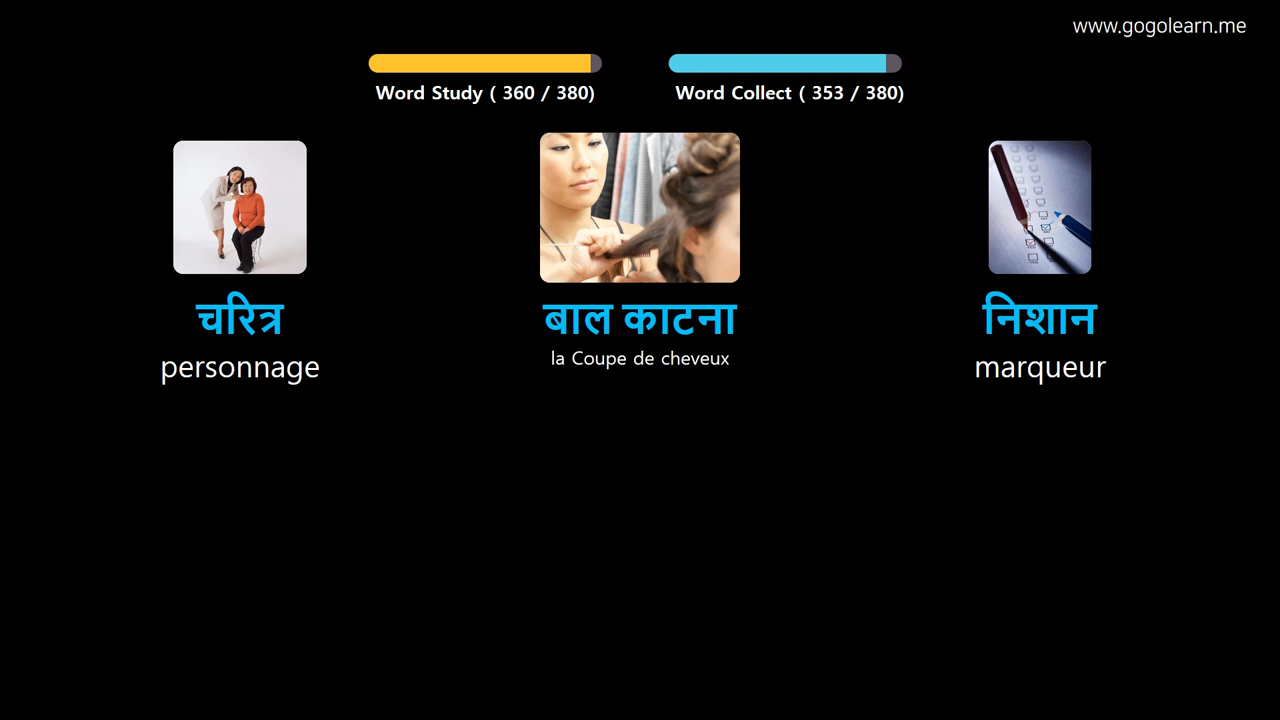 www.gogolearn.me
Word Study ( 360 / 380)
Word Collect ( 353 / 380)
चरित्र
personnage
बाल काटना
la Coupe de cheveux
निशान
marqueur